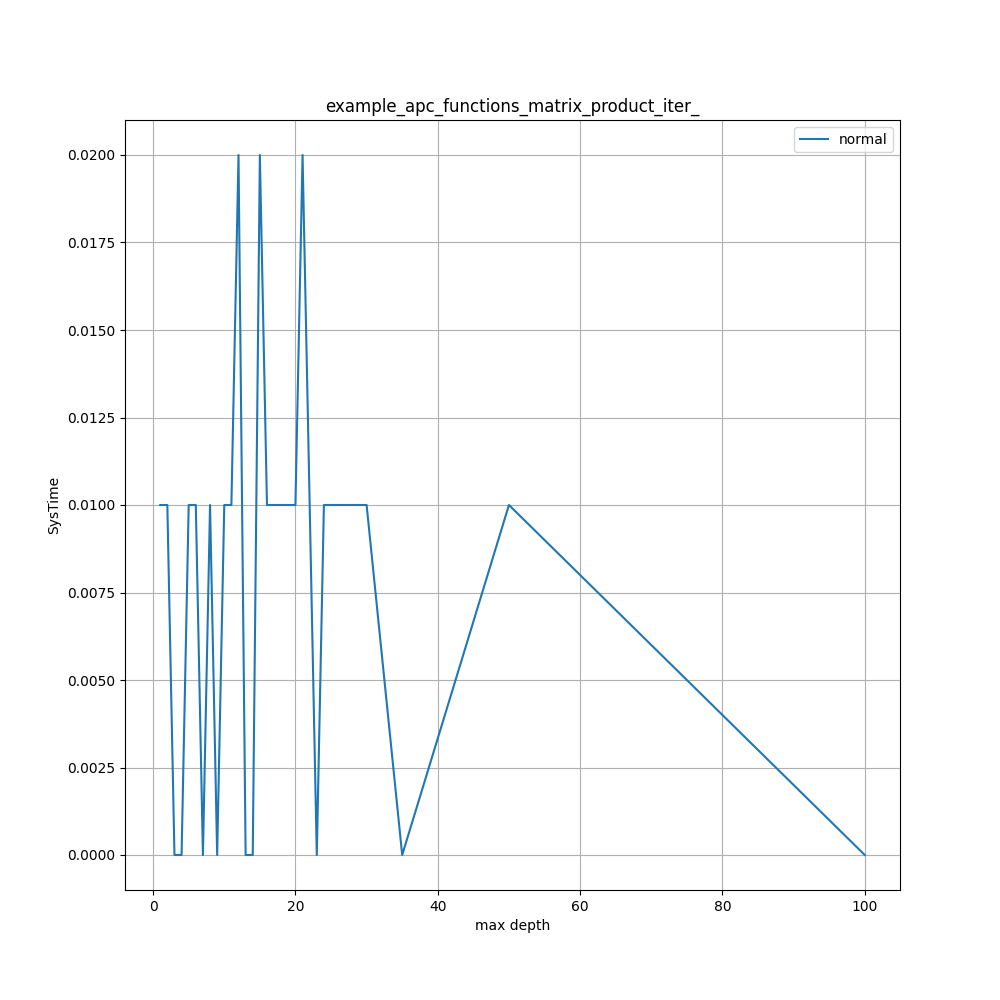 example_apc_functions_matrix_product_iter_
normal
0.0200
0.0175
0.0150
0.0125
0.0100
0.0075
0.0050
0.0025
0.0000
SysTime
0 20 40 60 80 100
max depth